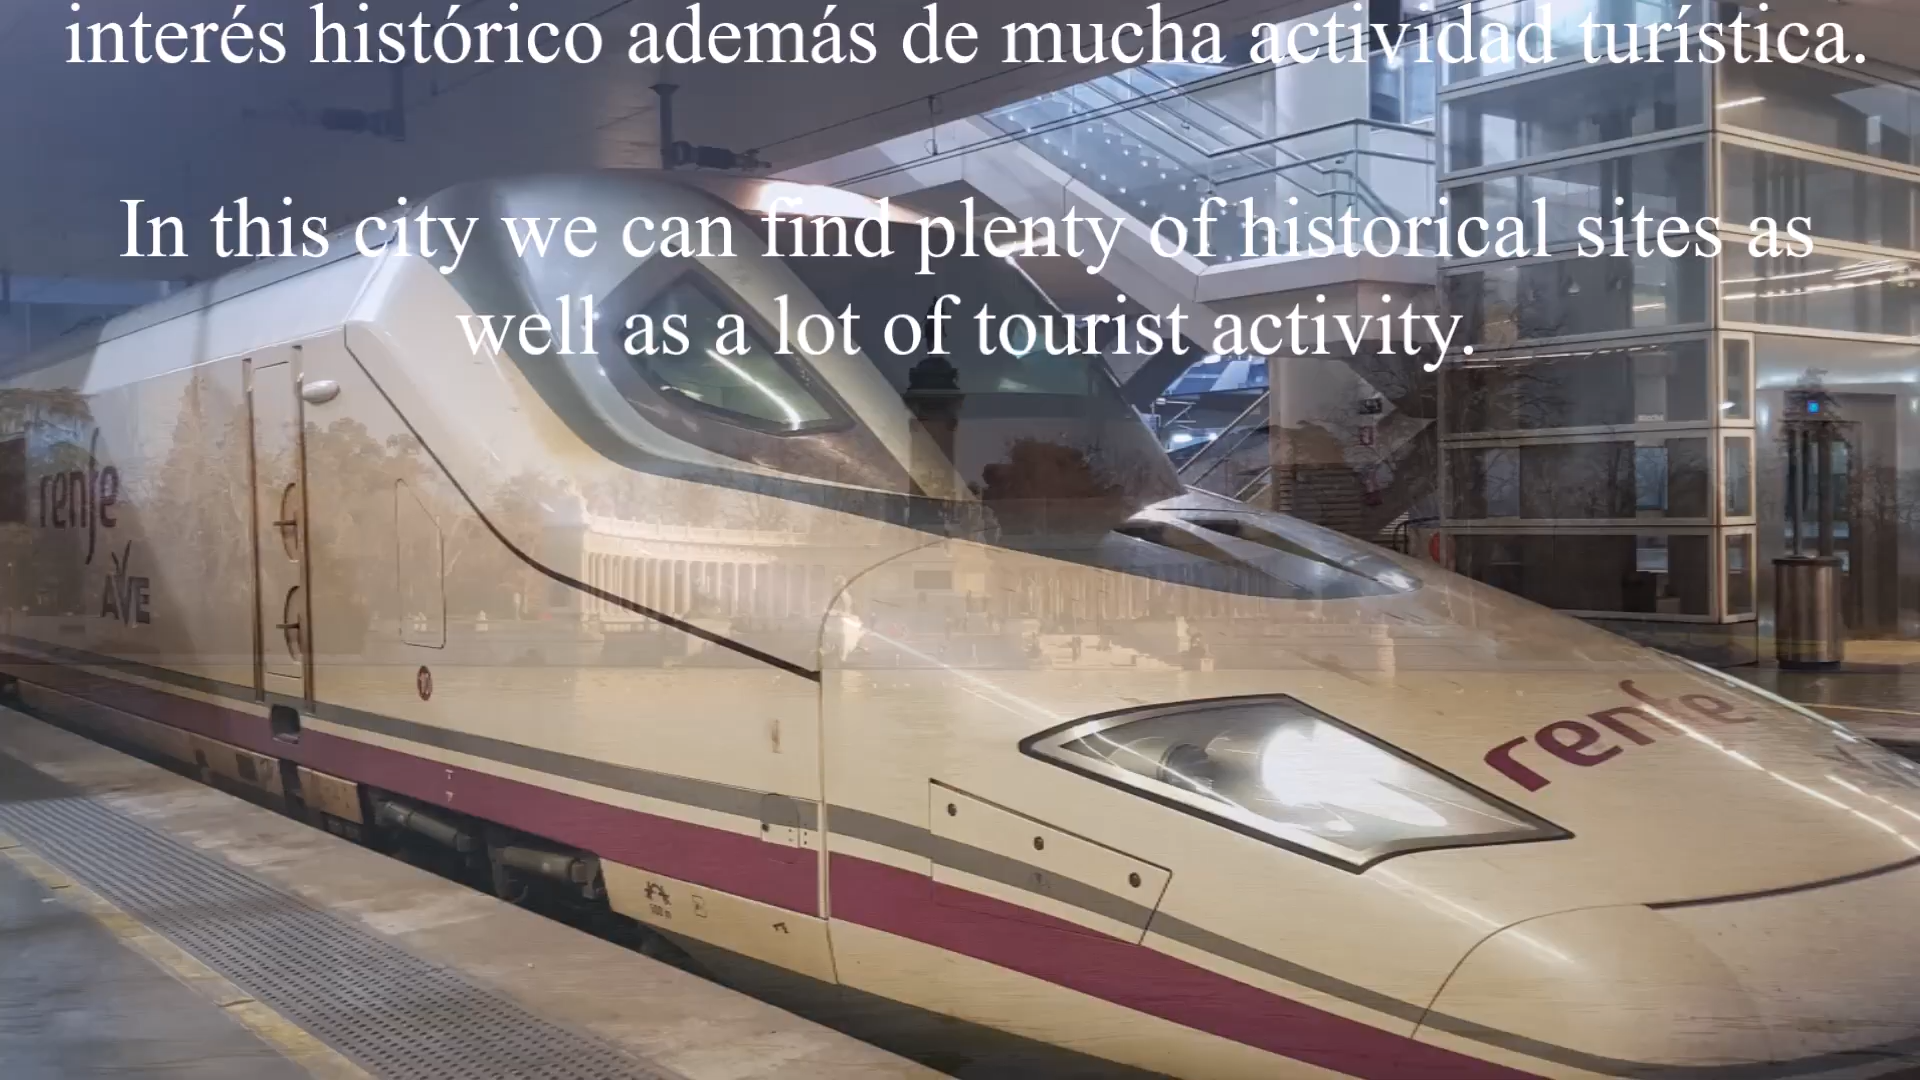 interés histórico además de mucha actividad turística.
In this city we can find plenty of historical sites as
well as a lot of tourist activity.
renfe
AVE
renfe
500 m